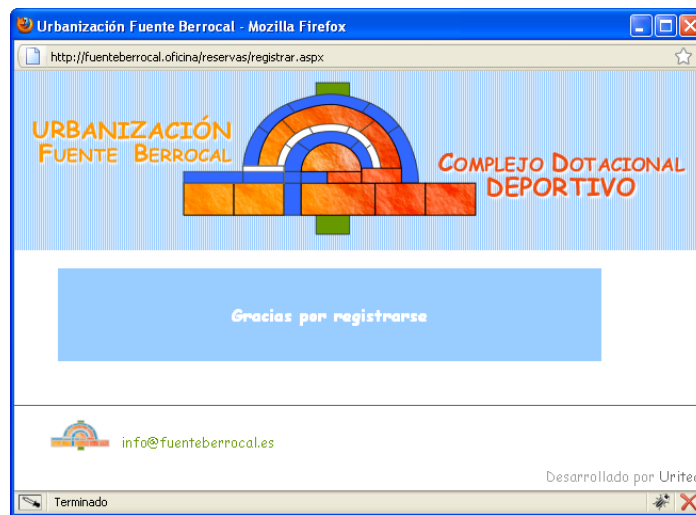 Urbanización Fuente Berrocal - Mozilla Firefox
http://fuenteberrocal.oficina/reservas/registrar.aspx
URBANIZACIÓN
FUENTE BERROCAL
COMPLEJO DOTACIONAL
DEPORTIVO
Gracias por registrarse
info@fuenteberrocal.es
Desarrollado por
Terminado